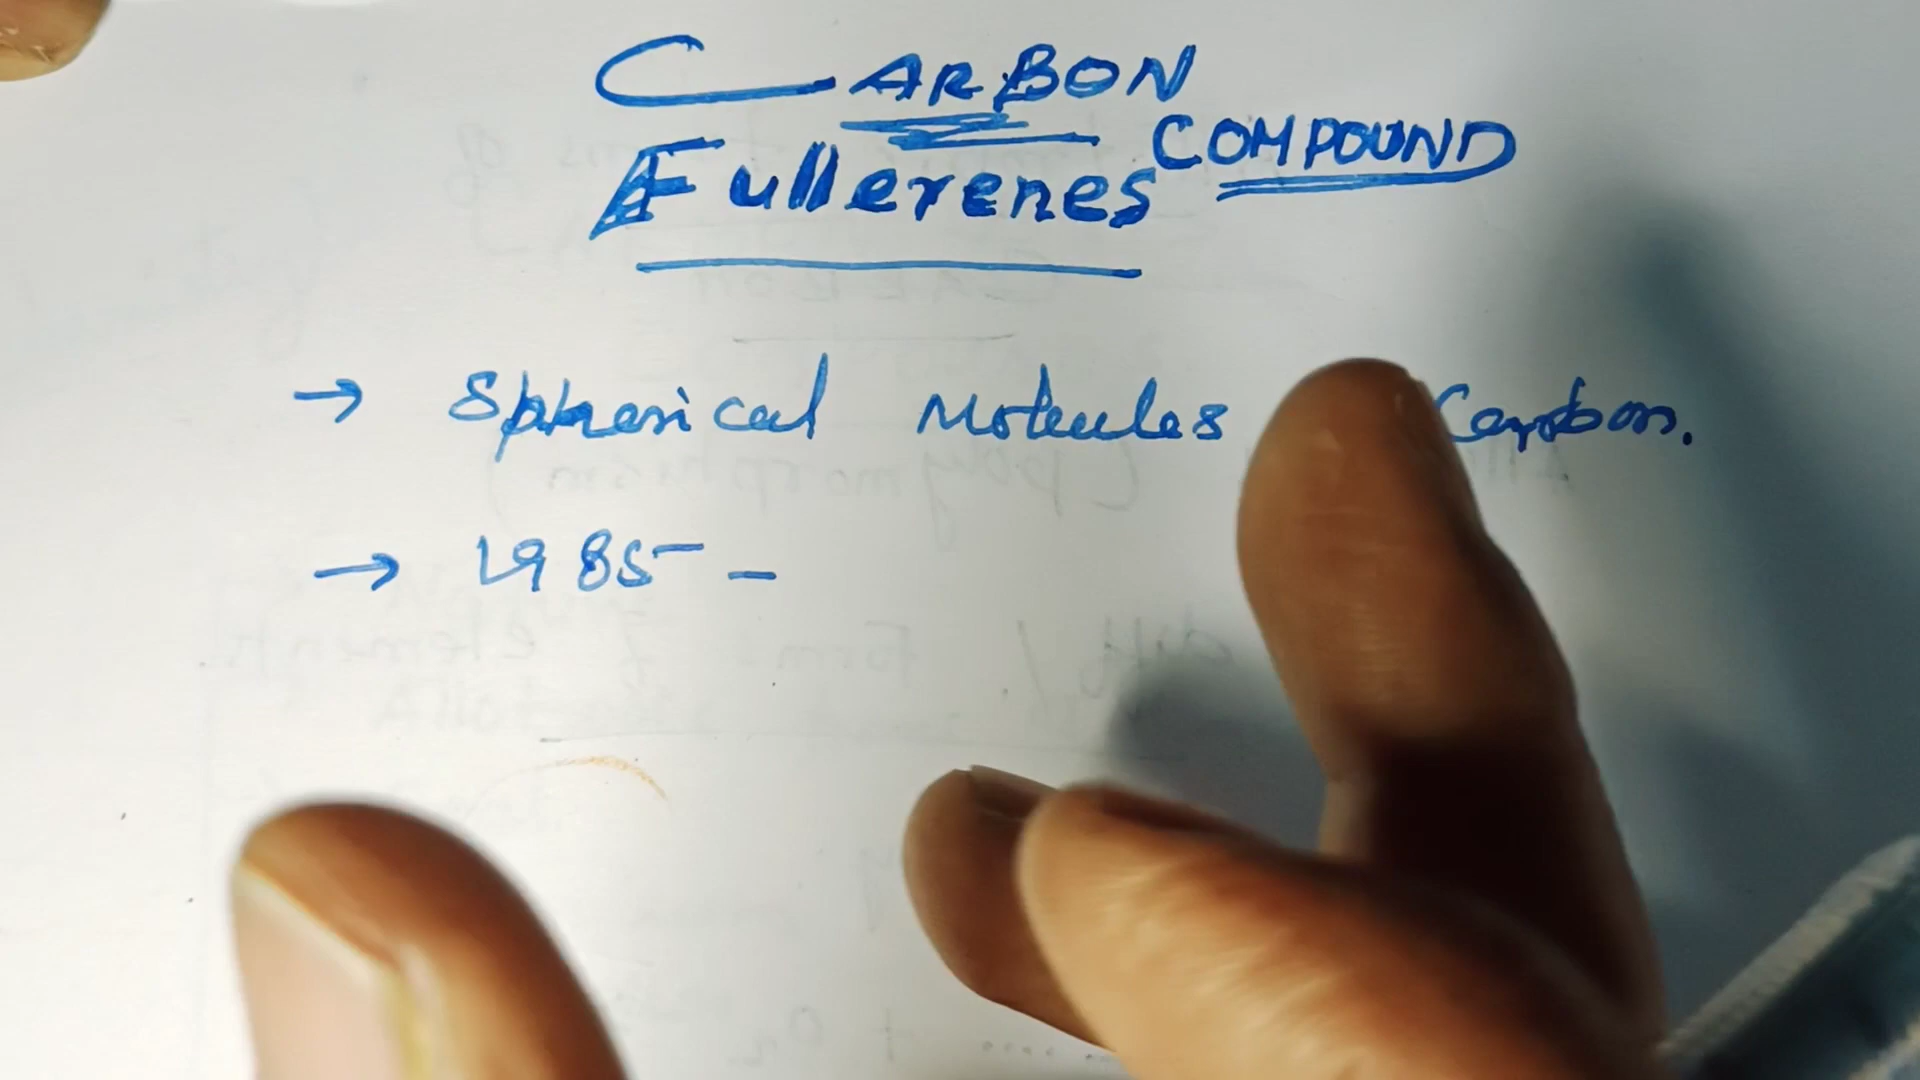 CARBON
COMPOUND
Fullerenes
→ Spherical Molecules Carbon.
→ 1985 -